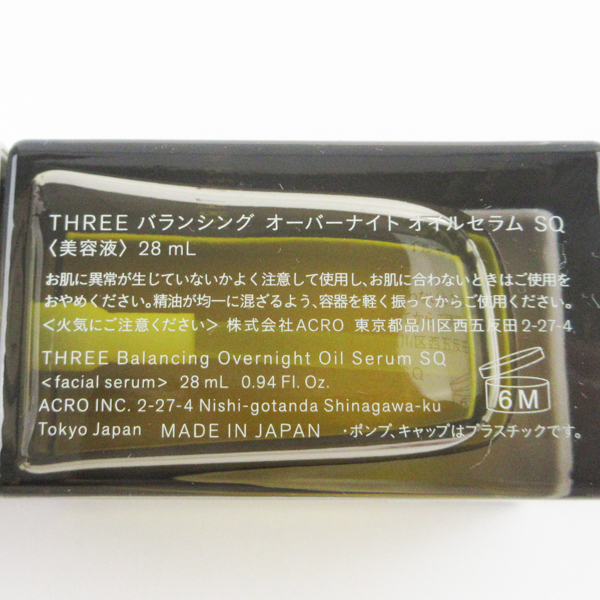 THREE バランシング オーバーナイト オイルセラム SQ
〈美容液〉 28 mL
お肌に異常が生じていないかよく注意して使用し、お肌に合わないときはご使用を
おやめください。精油が均一に混ざるよう、容器を軽く振ってからご使用ください。
<火気にご注意ください> 株式会社ACRO 東京都品川区西五反田2-27-4
THREE Balancing Overnight Oil Serum SQ
<facial serum> 28 mL 0.94 Fl. Oz.
ACRO INC. 2-27-4 Nishi-gotanda Shinagawa-ku
6M
Tokyo Japan MADE IN JAPAN ・ポンプ、キャップはプラスチックです。